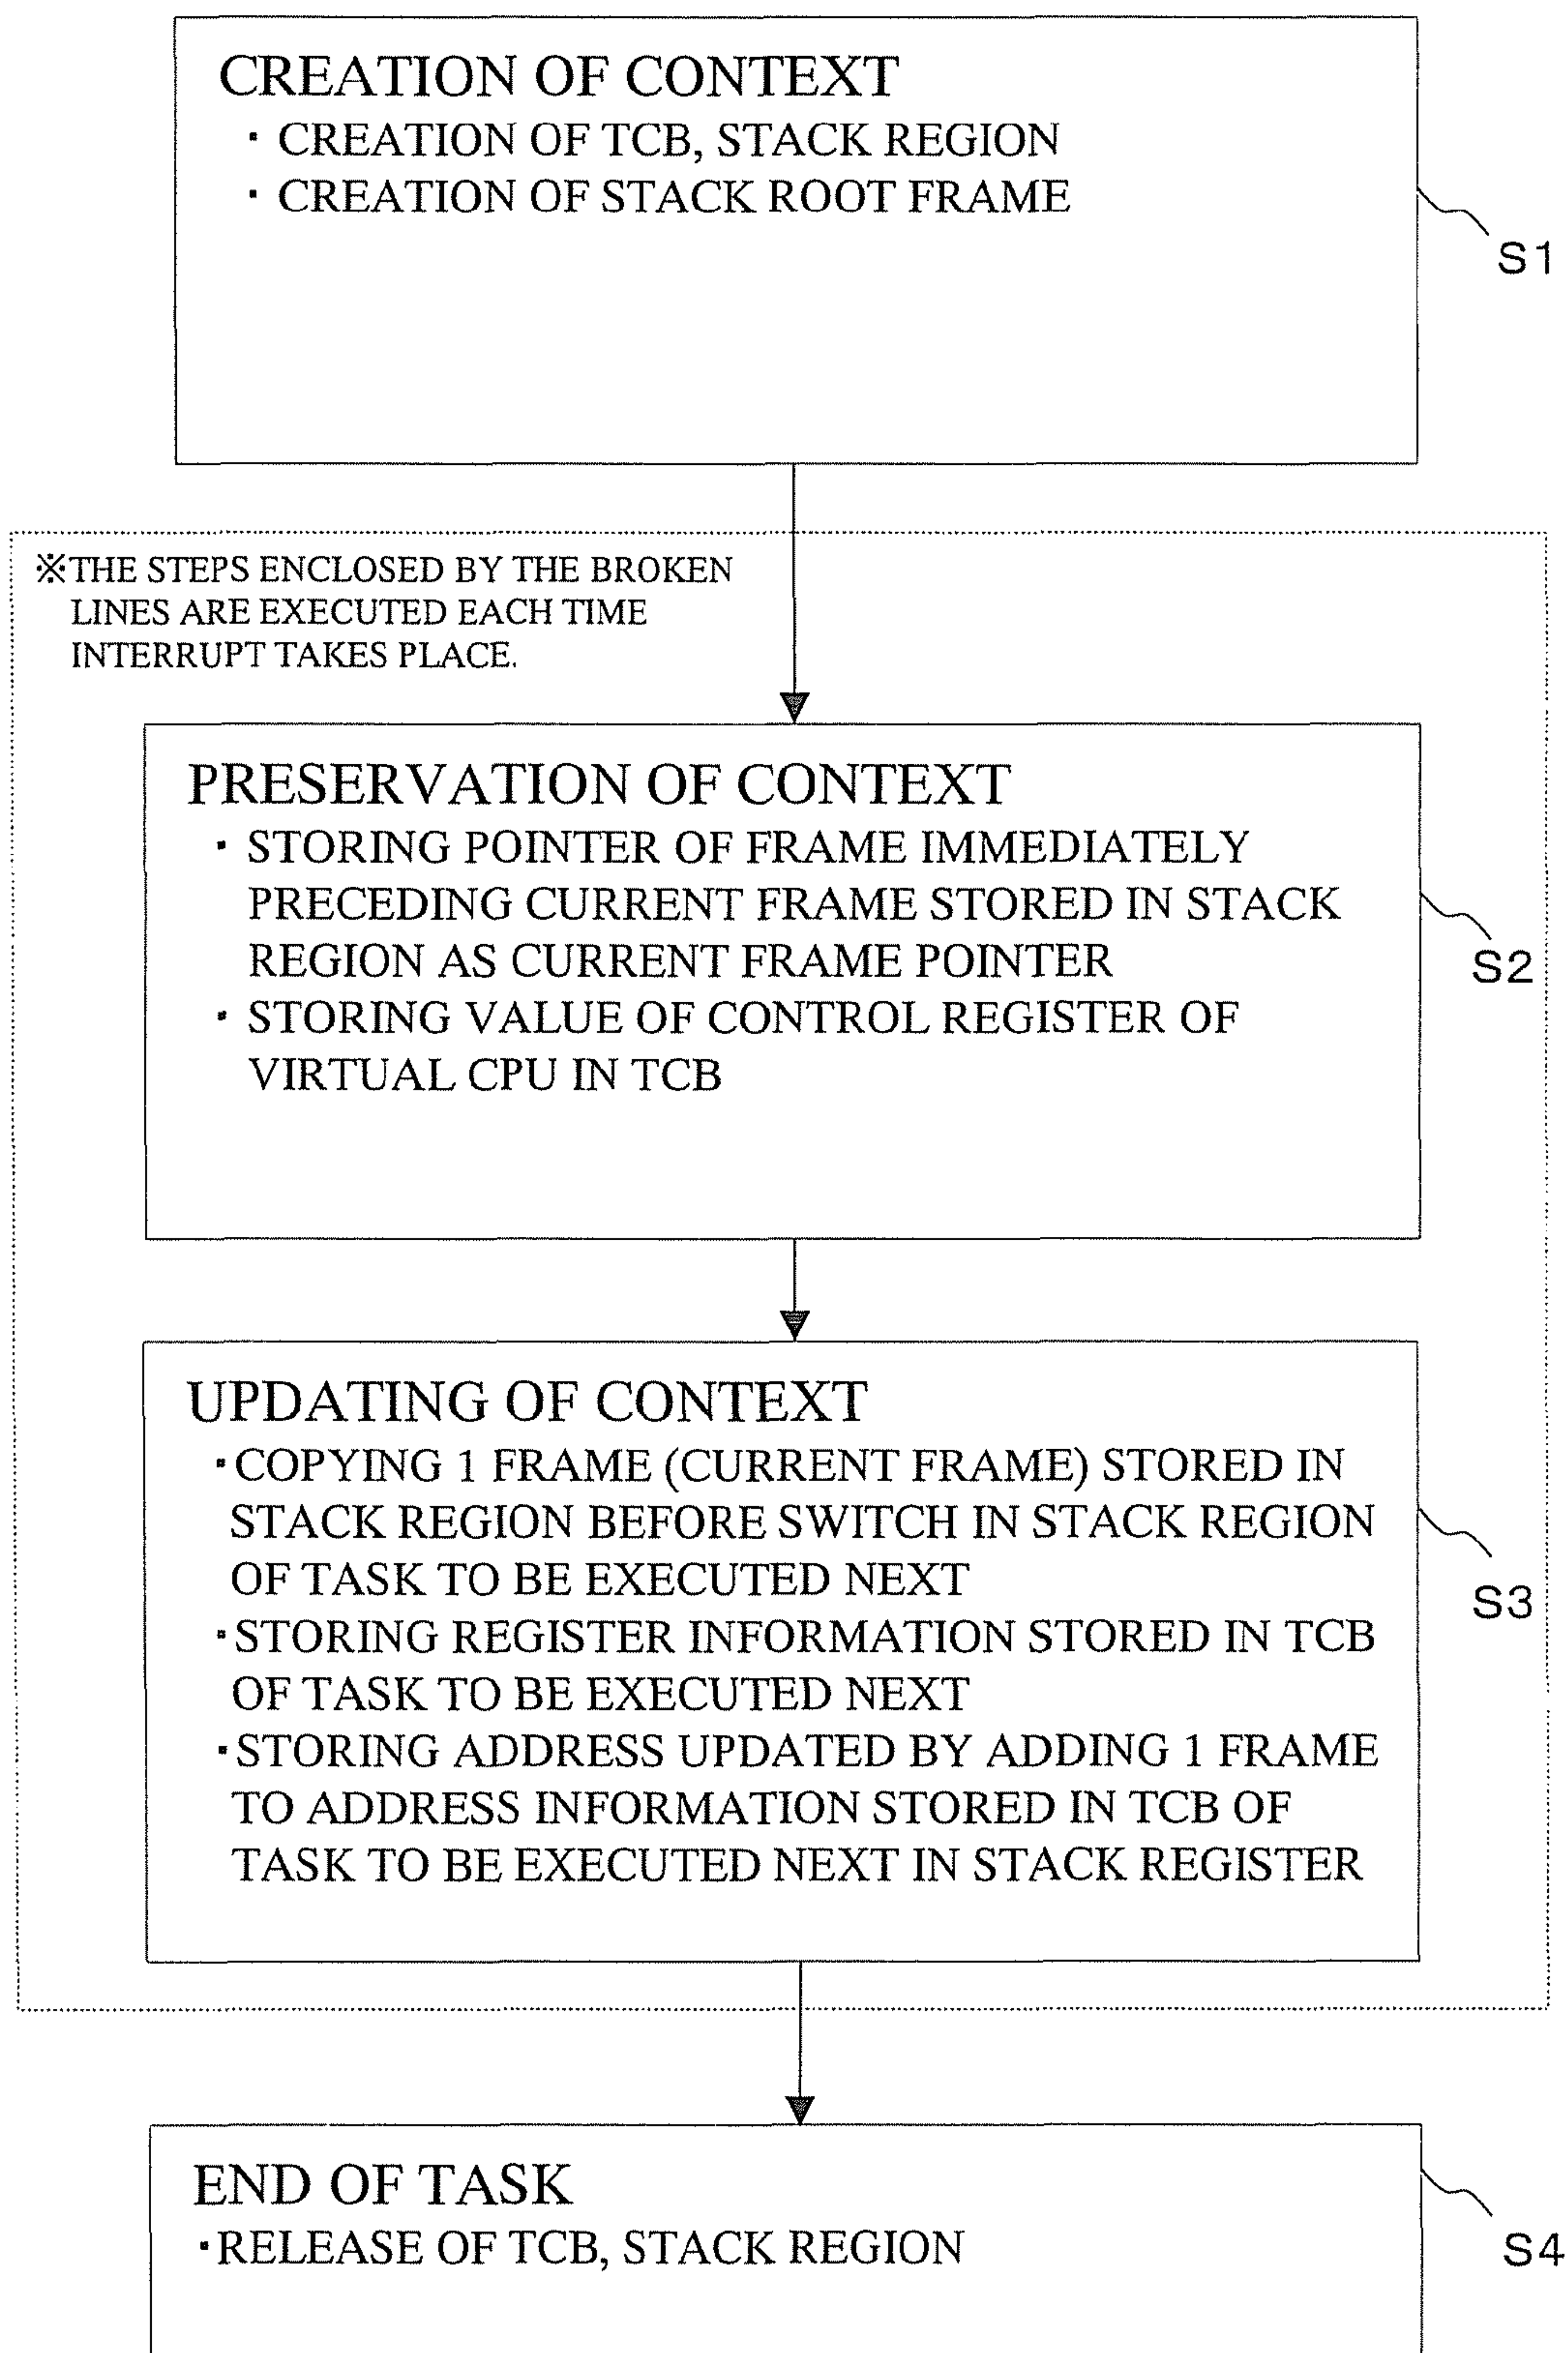 CREATION OF CONTEXT
· CREATION OF TCB, STACK REGION
· CREATION OF STACK ROOT FRAME
S1
※THE STEPS ENCLOSED BY THE BROKEN
LINES ARE EXECUTED EACH TIME
INTERRUPT TAKES PLACE.
PRESERVATION OF CONTEXT
· STORING POINTER OF FRAME IMMEDIATELY
PRECEDING CURRENT FRAME STORED IN STACK
REGION AS CURRENT FRAME POINTER
· STORING VALUE OF CONTROL REGISTER OF
VIRTUAL CPU IN TCB
S2
UPDATING OF CONTEXT
·COPYING 1 FRAME (CURRENT FRAME) STORED IN
STACK REGION BEFORE SWITCH IN STACK REGION
OF TASK TO BE EXECUTED NEXT
·STORING REGISTER INFORMATION STORED IN TCB
OF TASK TO BE EXECUTED NEXT
·STORING ADDRESS UPDATED BY ADDING 1 FRAME
TO ADDRESS INFORMATION STORED IN TCB OF
TASK TO BE EXECUTED NEXT IN STACK REGISTER
S3
END OF TASK
·RELEASE OF TCB, STACK REGION
S4